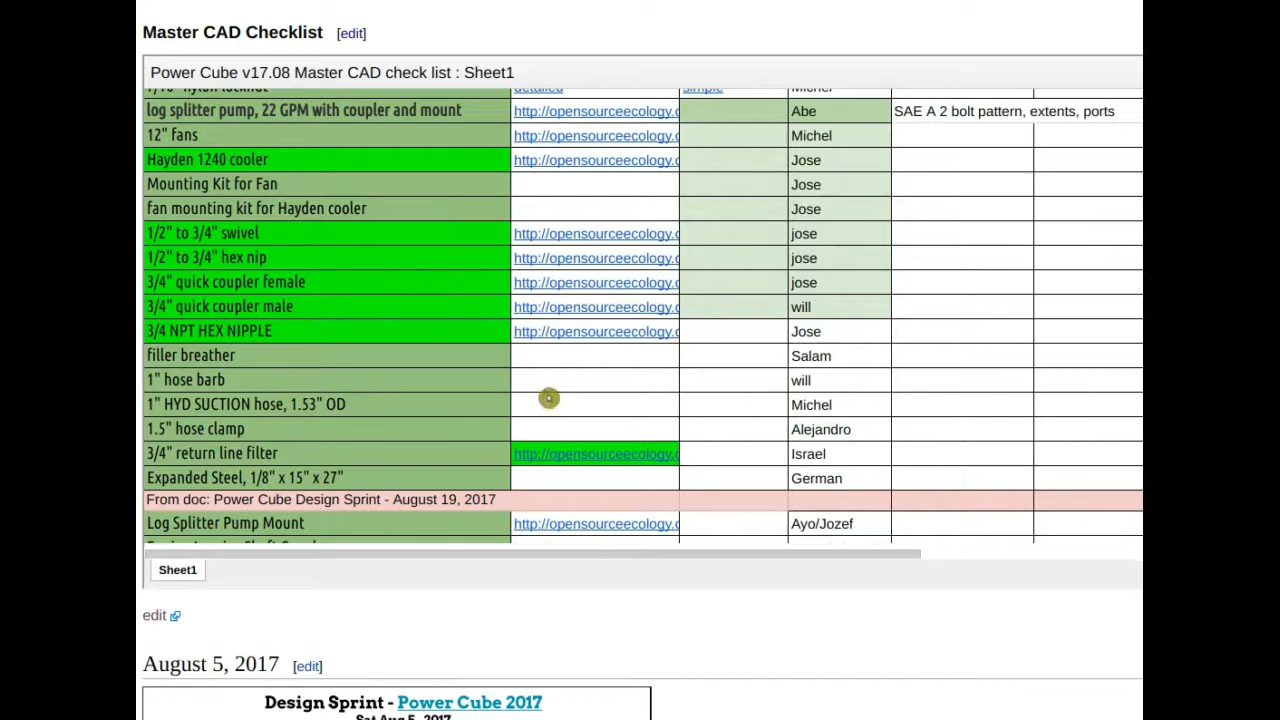 Master CAD Checklist [edit]
Power Cube v17.08 Master CAD check list : Sheet1
detailed simple Michel
log splitter pump, 22 GPM with coupler and mount http://opensourceecology.o Abe SAE A 2 bolt pattern, extents, ports
12" fans http://opensourceecology.o Michel
Hayden 1240 cooler http://opensourceecology.o Jose
Mounting Kit for Fan Jose
fan mounting kit for Hayden cooler Jose
1/2" to 3/4" swivel http://opensourceecology.o jose
1/2" to 3/4" hex nip http://opensourceecology.o jose
3/4" quick coupler female http://opensourceecology.o jose
3/4" quick coupler male http://opensourceecology.o will
3/4 NPT HEX NIPPLE http://opensourceecology.o Jose
filler breather Salam
1" hose barb will
1" HYD SUCTION hose, 1.53" OD Michel
1.5" hose clamp Alejandro
3/4" return line filter http://opensourceecology.o Israel
Expanded Steel, 1/8" x 15" x 27" German
From doc: Power Cube Design Sprint - August 19, 2017
Log Splitter Pump Mount http://opensourceecology.o Ayo/Jozef
Sheet1
edit
August 5, 2017 [edit]
Design Sprint - Power Cube 2017
Sat Aug 5, 2017